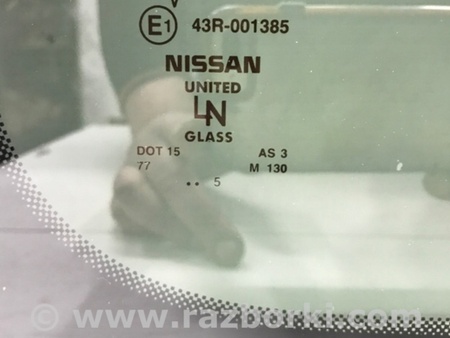 V
E1 43R-001385
NISSAN
UNITED
LN
GLASS
DOT 15 AS 3
77 M 130
•• 5
www.razborki.com